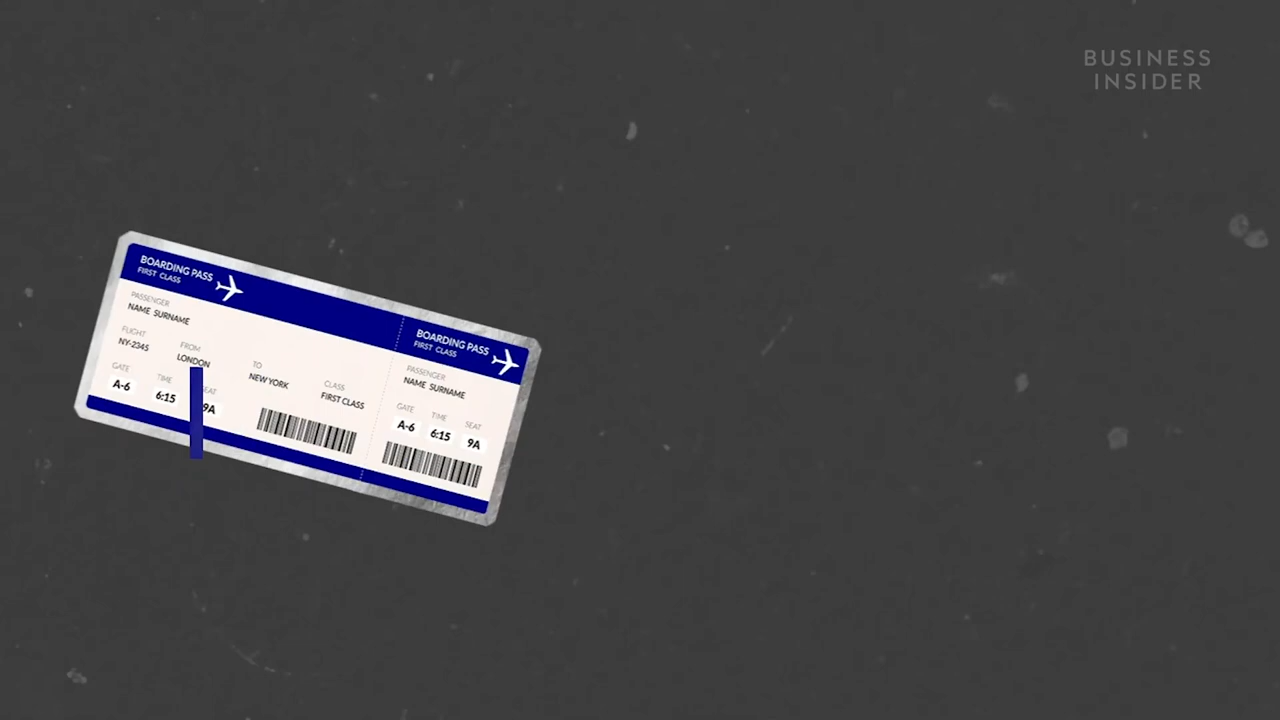 BUSINESS
INSIDER
BOARDING PASS
FIRST CLASS
PASSENGER
NAME SURNAME
FLIGHT
NY-2345
FROM
LONDON
TO
NEW YORK
CLASS
FIRST CLASS
GATE
A-6
TIME
6:15
9A
BOARDING PASS
FIRST CLASS
PASSENGER
NAME SURNAME
GATE
TIME
SEAT
A-6
6:15
9A